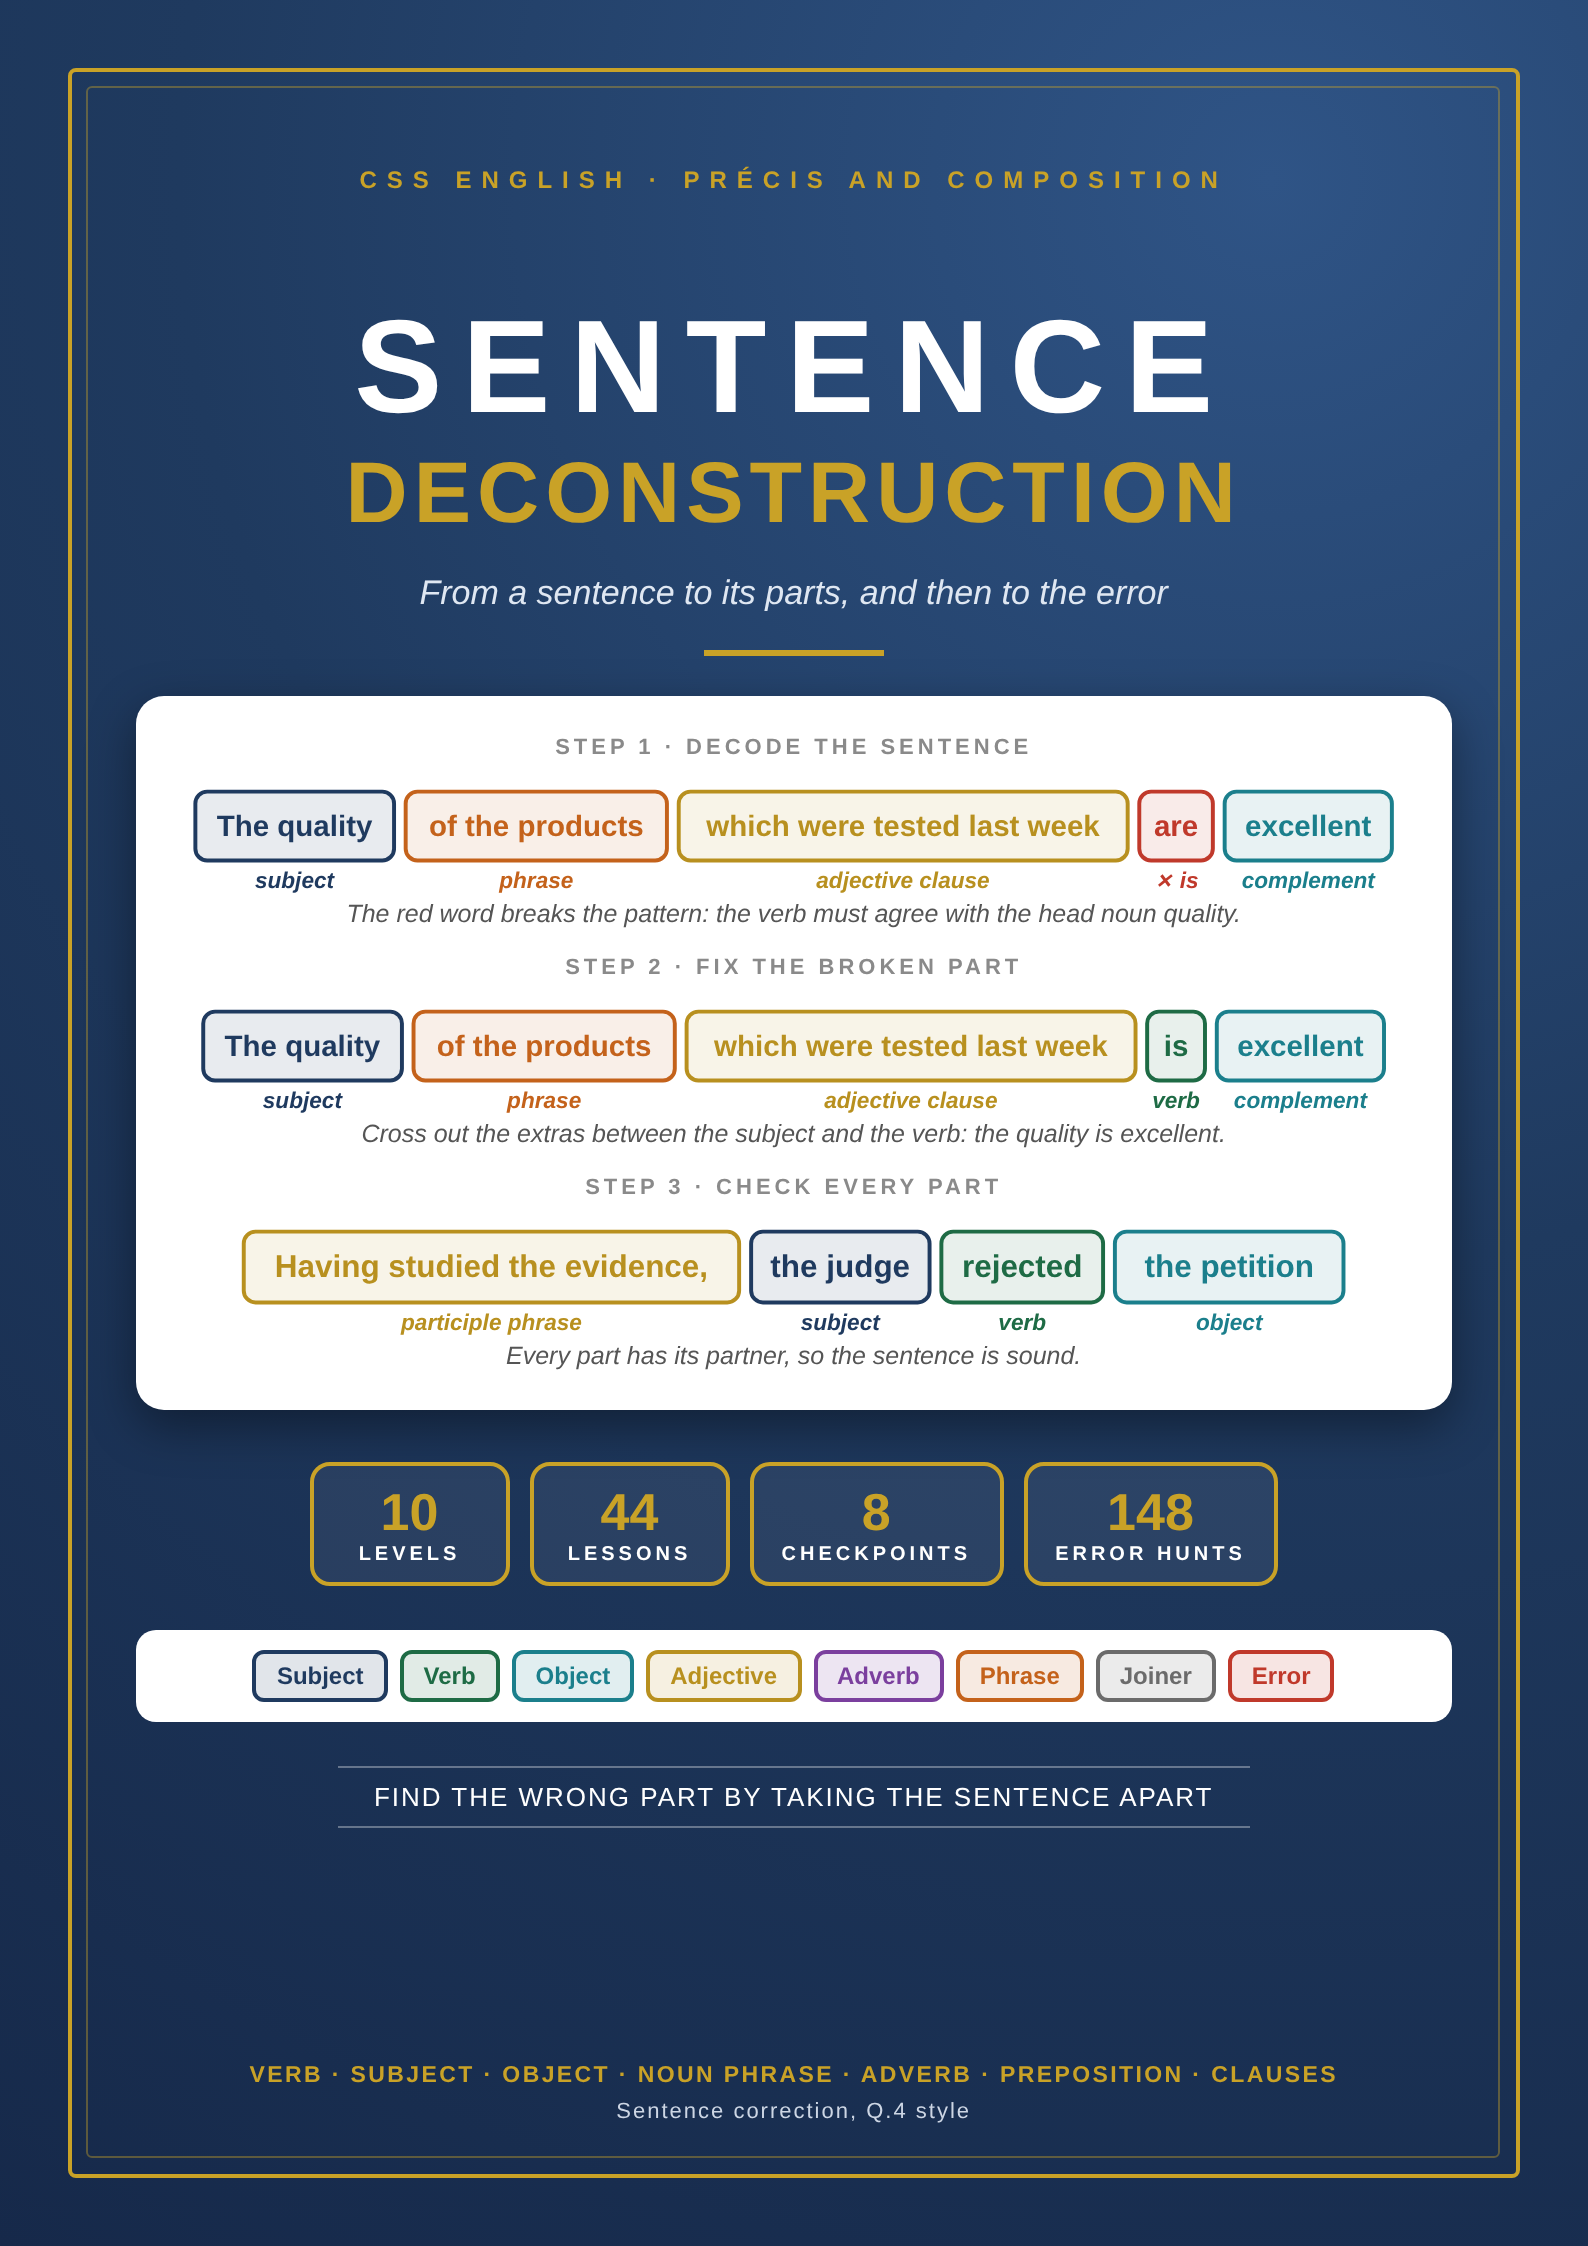 CSS ENGLISH · PRÉCIS AND COMPOSITION
SENTENCE
DECONSTRUCTION
From a sentence to its parts, and then to the error
STEP 1 · DECODE THE SENTENCE
The quality of the products which were tested last week are excellent
subject phrase adjective clause × is complement
The red word breaks the pattern: the verb must agree with the head noun quality.
STEP 2 · FIX THE BROKEN PART
The quality of the products which were tested last week is excellent
subject phrase adjective clause verb complement
Cross out the extras between the subject and the verb: the quality is excellent.
STEP 3 · CHECK EVERY PART
Having studied the evidence, the judge rejected the petition
participle phrase subject verb object
Every part has its partner, so the sentence is sound.
10 44 8 148
LEVELS LESSONS CHECKPOINTS ERROR HUNTS
Subject Verb Object Adjective Adverb Phrase Joiner Error
FIND THE WRONG PART BY TAKING THE SENTENCE APART
VERB · SUBJECT · OBJECT · NOUN PHRASE · ADVERB · PREPOSITION · CLAUSES
Sentence correction, Q.4 style